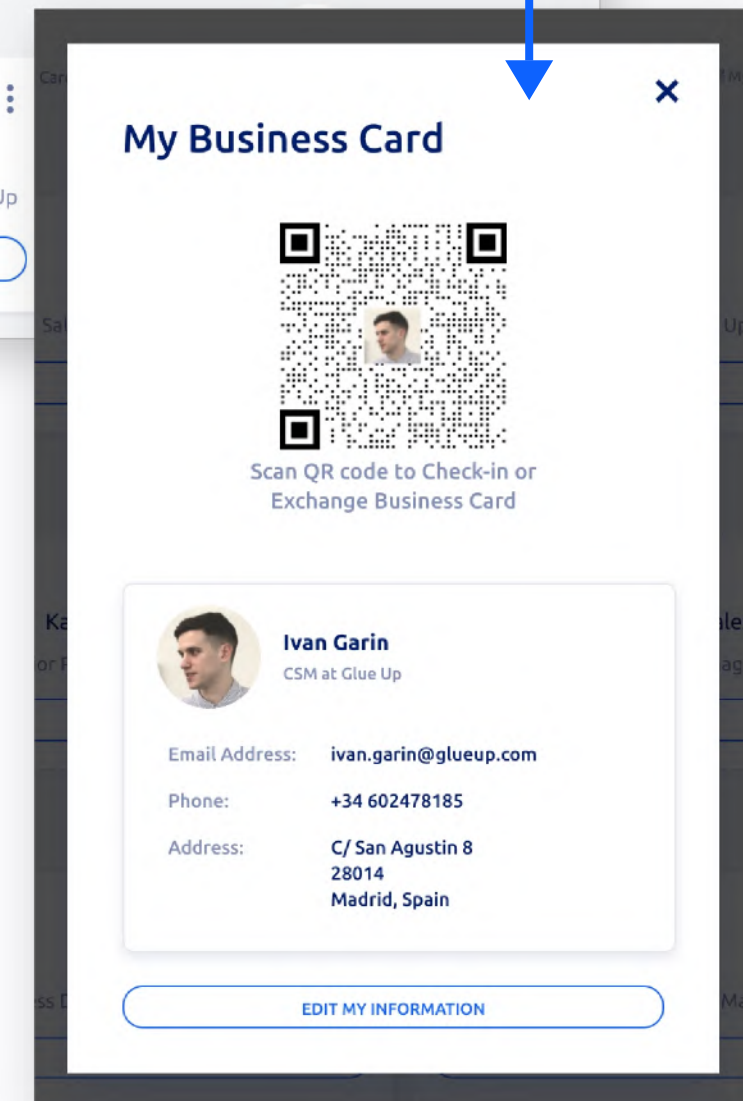 My Business Card
Scan QR code to Check-in or
Exchange Business Card
Ivan Garin
CSM at Glue Up
Email Address: ivan.garin@glueup.com
Phone: +34 602478185
Address: C/ San Agustin 8
28014
Madrid, Spain
EDIT MY INFORMATION